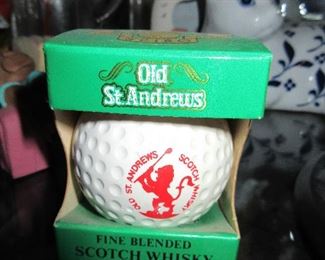 Old
St. Andrews
OLD ST. ANDREWS SCOTCH WHISKY
FINE BLENDED
SCOTCH WHISKY